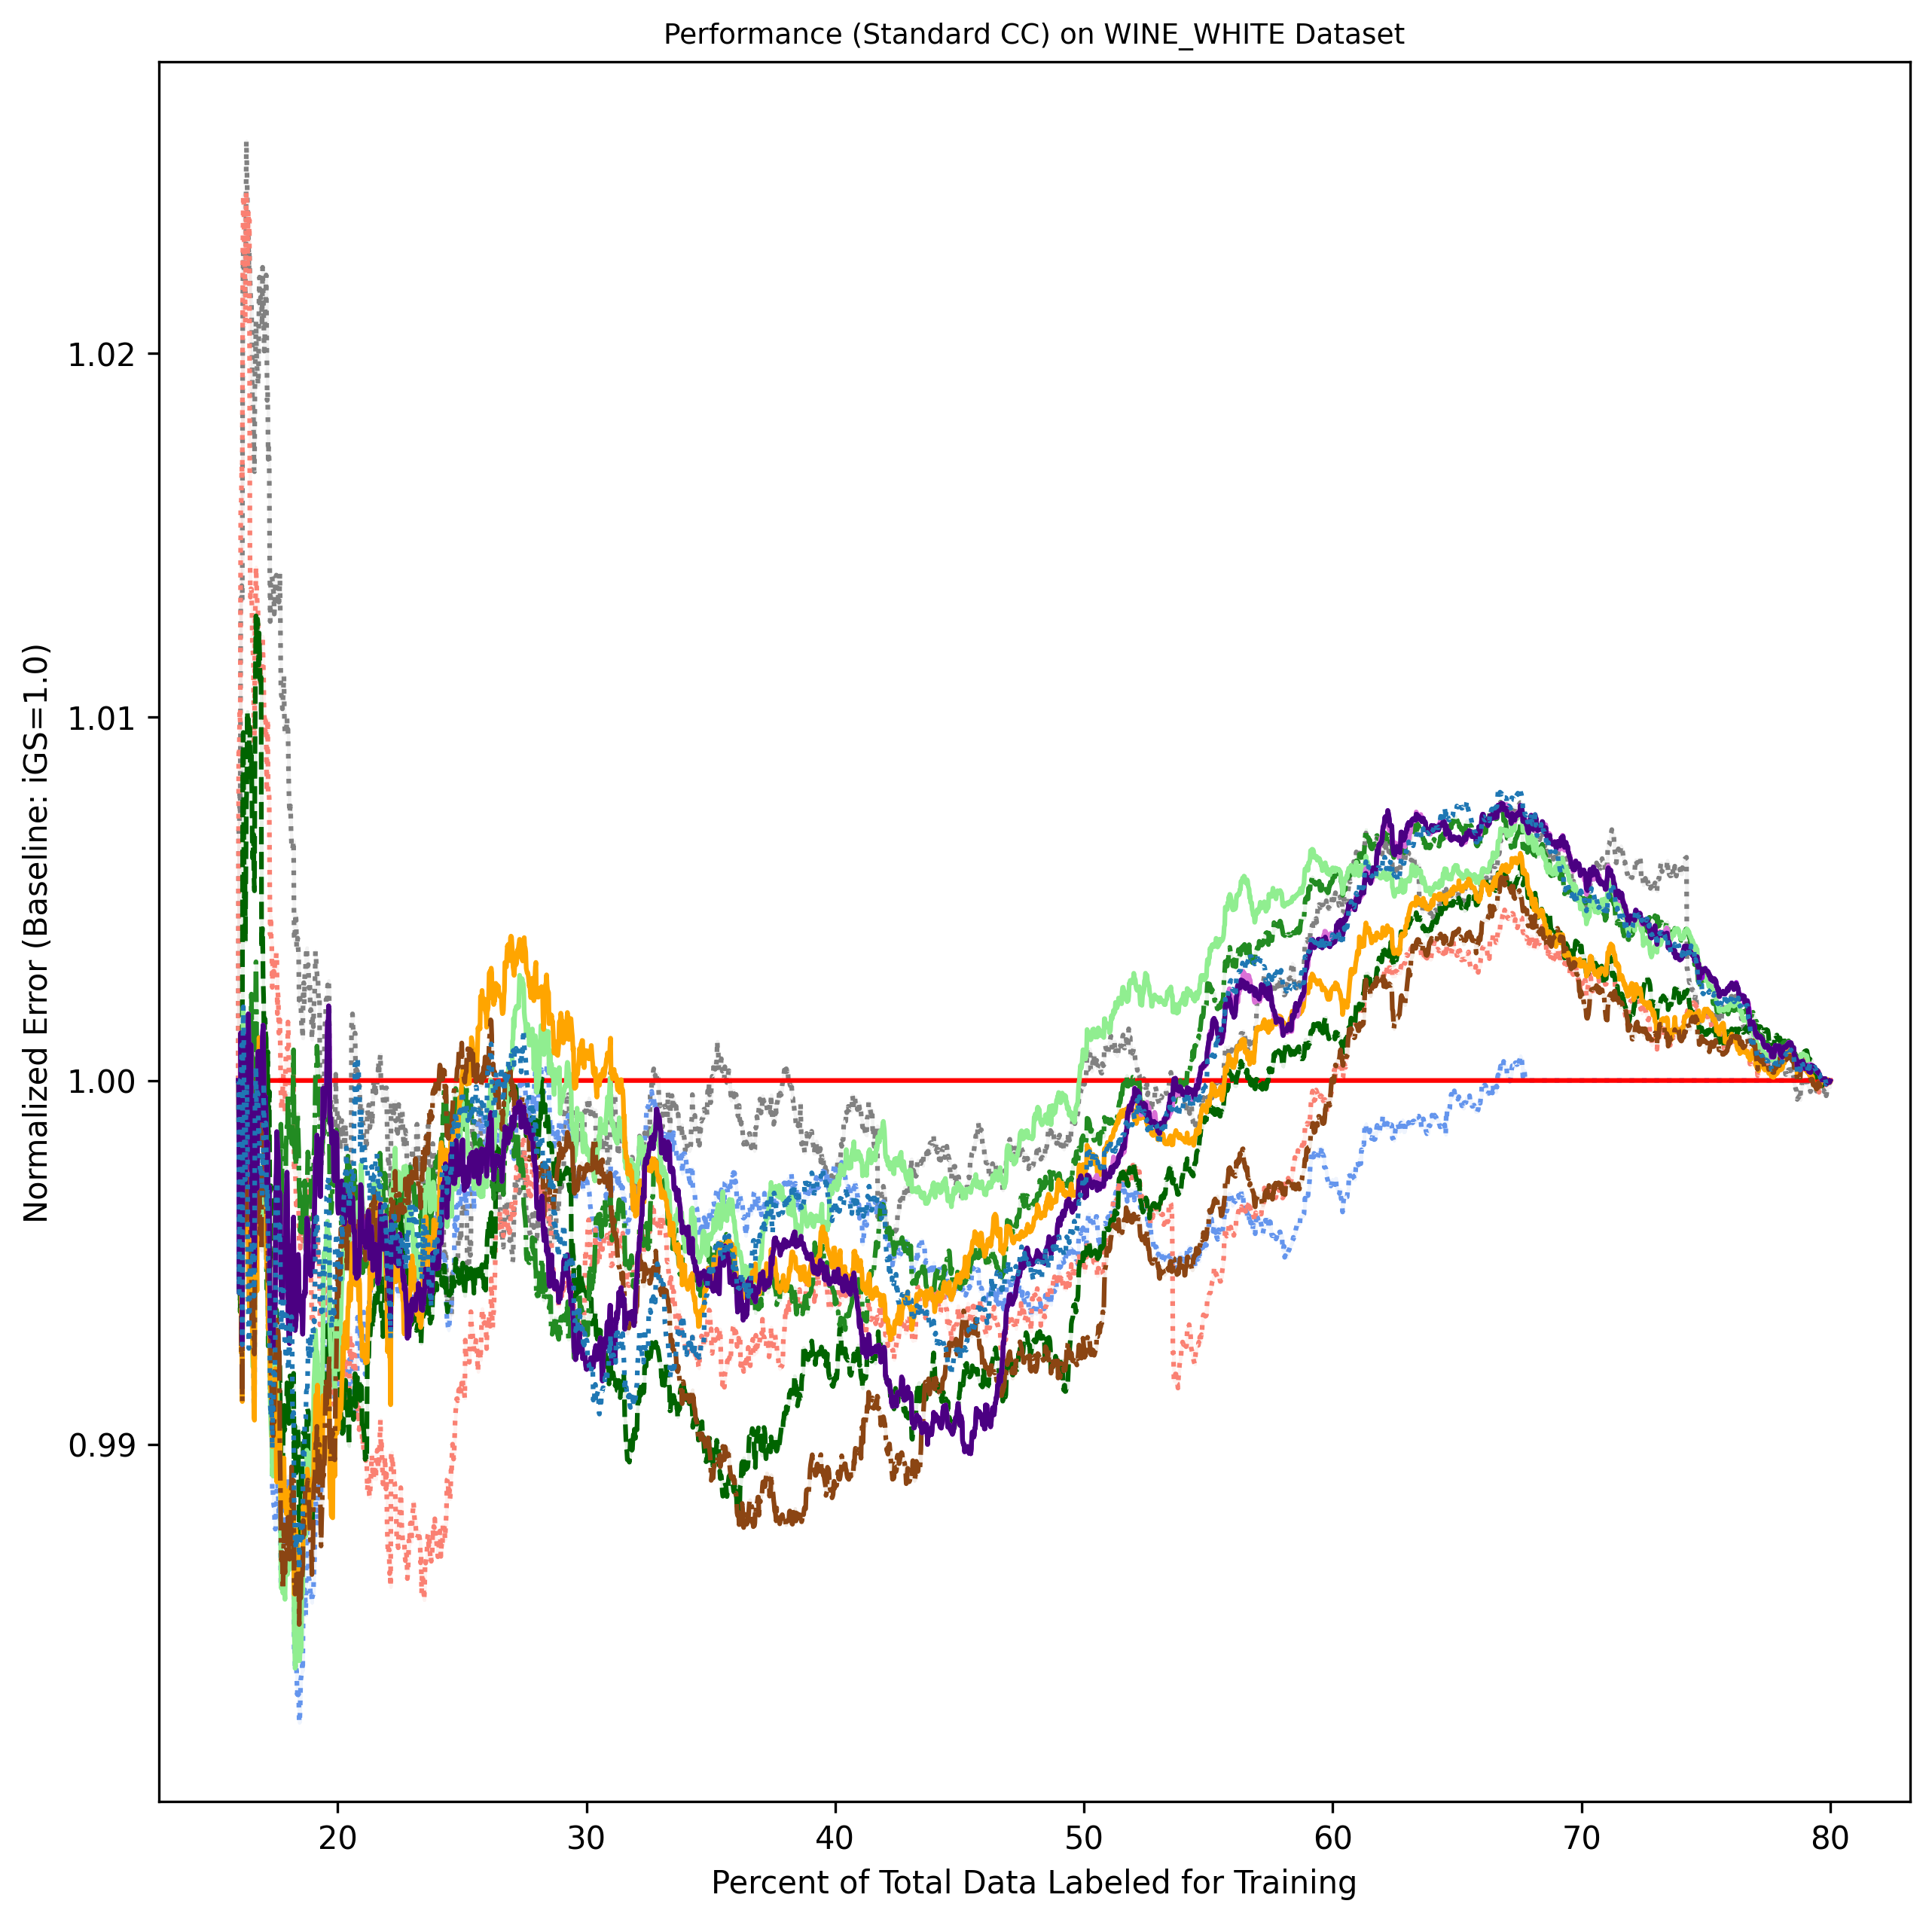 Performance (Standard CC) on WINE_WHITE Dataset
Normalized Error (Baseline: iGS=1.0)
1.02
1.01
1.00
0.99
20 30 40 50 60 70 80
Percent of Total Data Labeled for Training